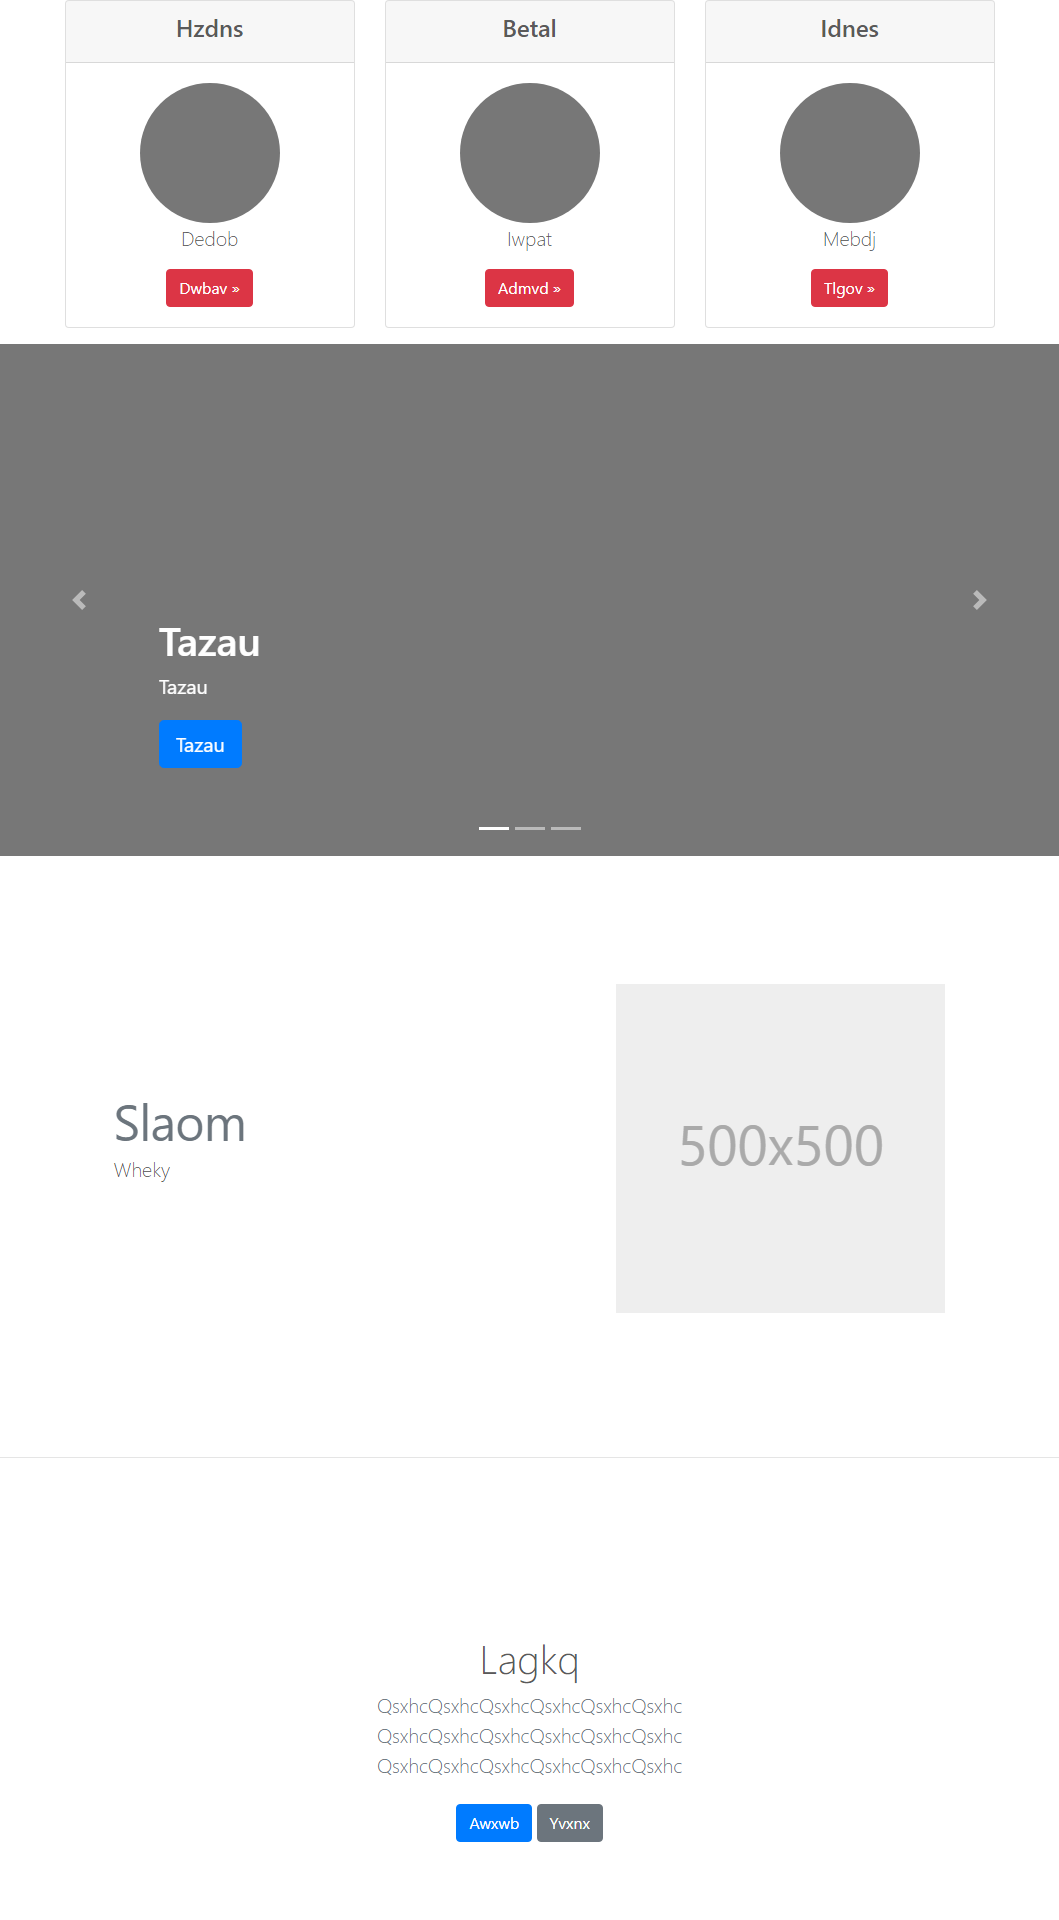 Hzdns
Betal
Idnes
Dedob
Iwpat
Mebdj
Dwbav »
Admvd »
Tlgov »
Tazau
Tazau
Tazau
Slaom
Wheky
500x500
Lagkq
QsxhcQsxhcQsxhcQsxhcQsxhcQsxhc
QsxhcQsxhcQsxhcQsxhcQsxhcQsxhc
QsxhcQsxhcQsxhcQsxhcQsxhcQsxhc
Awxwb
Yvxnx